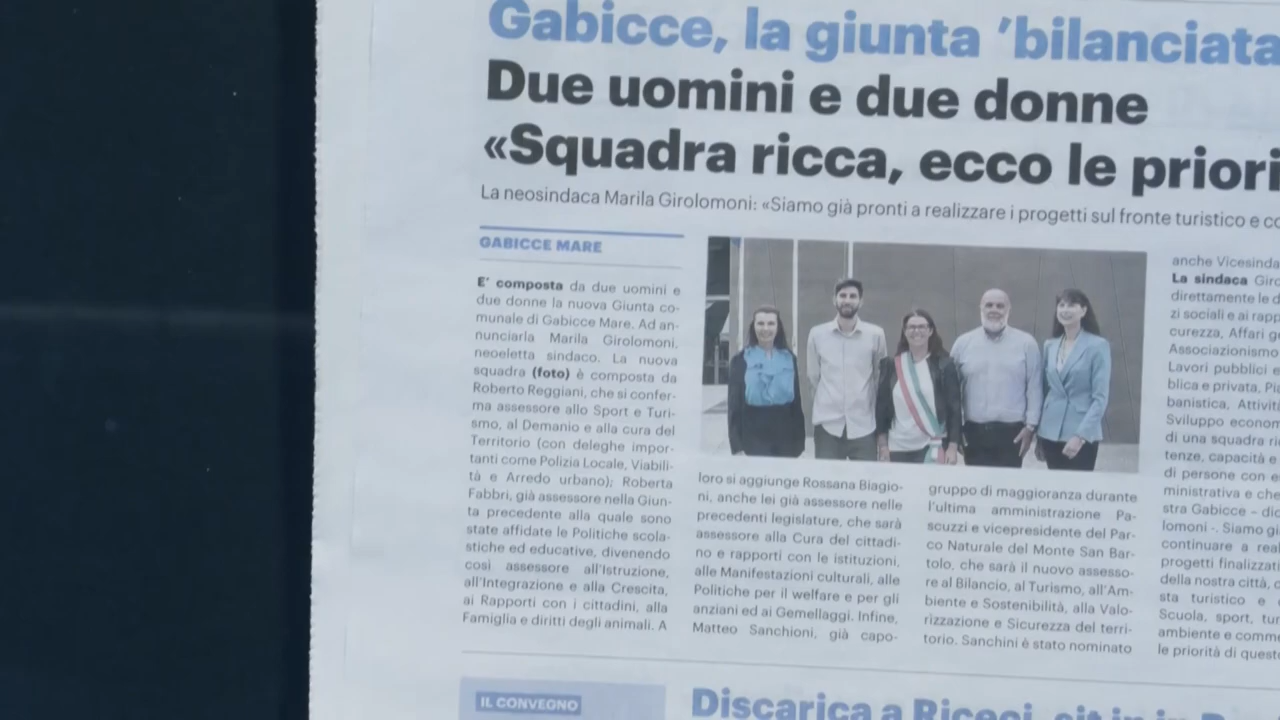 Gabicce, la giunta 'bilanciata
Due uomini e due donne
«Squadra ricca, ecco le priori
La neosindaca Marila Girolomoni: «Siamo già pronti a realizzare i progetti sul fronte turistico e co
GABICCE MARE
E' composta da due uomini e
due donne la nuova Giunta co-
munale di Gabicce Mare. Ad an-
nunciarla Marila Girolomoni,
neoeletta sindaco. La nuova
squadra (foto) è composta da
Roberto Reggiani, che si confer-
ma assessore allo Sport e Turi-
smo, al Demanio e alla cura del
Territorio (con deleghe impor-
tanti come Polizia Locale, Viabili-
tà e Arredo urbano); Roberta
Fabbri, già assessore nella Giun-
ta precedente alla quale sono
state affidate le Politiche scola-
stiche ed educative, divenendo
così assessore all'Istruzione,
all'Integrazione e alla Crescita,
ai Rapporti con i cittadini, alla
Famiglia e diritti degli animali. A
loro si aggiunge Rossana Biagio-
ni, anche lei già assessore nelle
precedenti legislature, che sarà
assessore alla Cura del cittadi-
no e rapporti con le istituzioni,
alle Manifestazioni culturali, alle
Politiche per il welfare e per gli
anziani ed ai Gemellaggi. Infine,
Matteo Sanchioni, già capo-
gruppo di maggioranza durante
l'ultima amministrazione Pa-
scuzzi e vicepresidente del Par-
co Naturale del Monte San Bar-
tolo, che sarà il nuovo assesso-
re al Bilancio, al Turismo, all'Am-
biente e Sostenibilità, alla Valo-
rizzazione e Sicurezza del terri-
torio. Sanchini è stato nominato
anche Vicesinda
La sindaca Giro
direttamente le d
zi sociali e ai rapp
curezza, Affari g
Associazionismo
Lavori pubblici e
blica e privata, Pi
banistica, Attivit
Sviluppo econom
di una squadra ri
tenze, capacità e
di persone con e
ministrativa e che
stra Gabicce – dic
lomoni -. Siamo g
continuare a real
progetti finalizzati
della nostra città,
sta turistico e
Scuola, sport, tur
ambiente e comm
le priorità di questo
IL CONVEGNO
Discarica a Riceci, sit in in